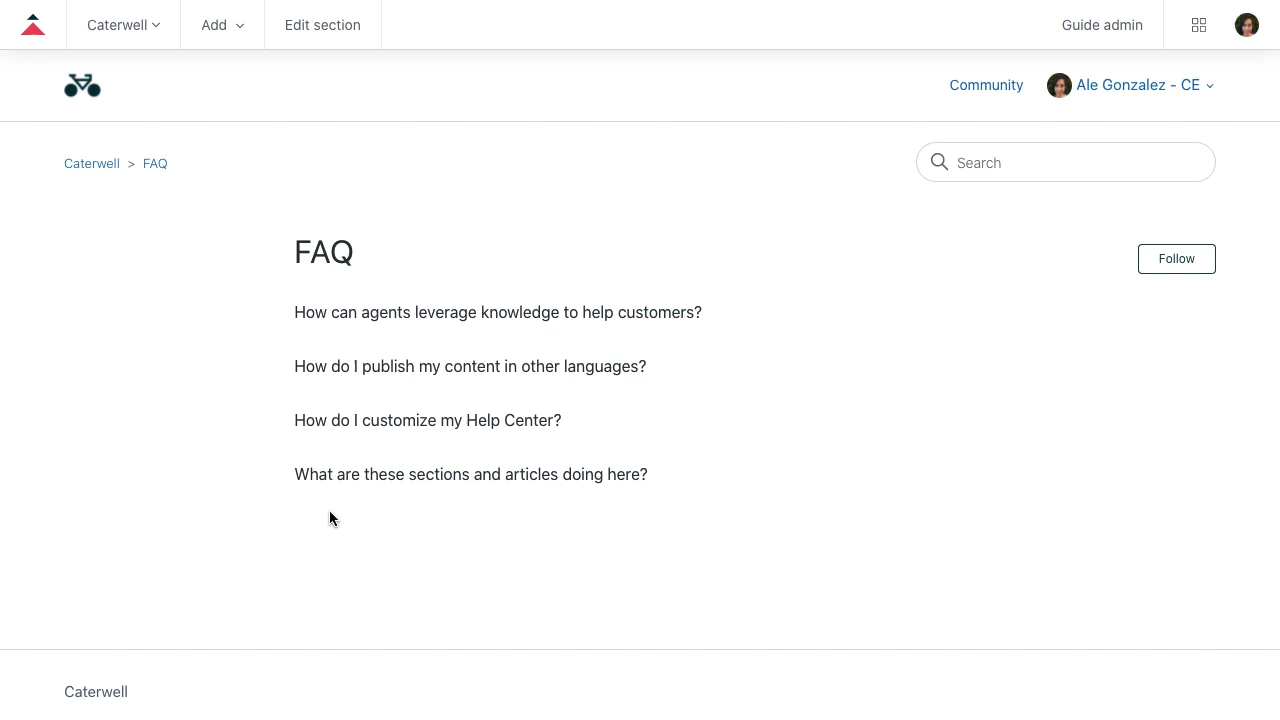 Caterwell Add Edit section Guide admin
Community Ale Gonzalez - CE
Caterwell > FAQ Search
FAQ
Follow
How can agents leverage knowledge to help customers?
How do I publish my content in other languages?
How do I customize my Help Center?
What are these sections and articles doing here?
Caterwell